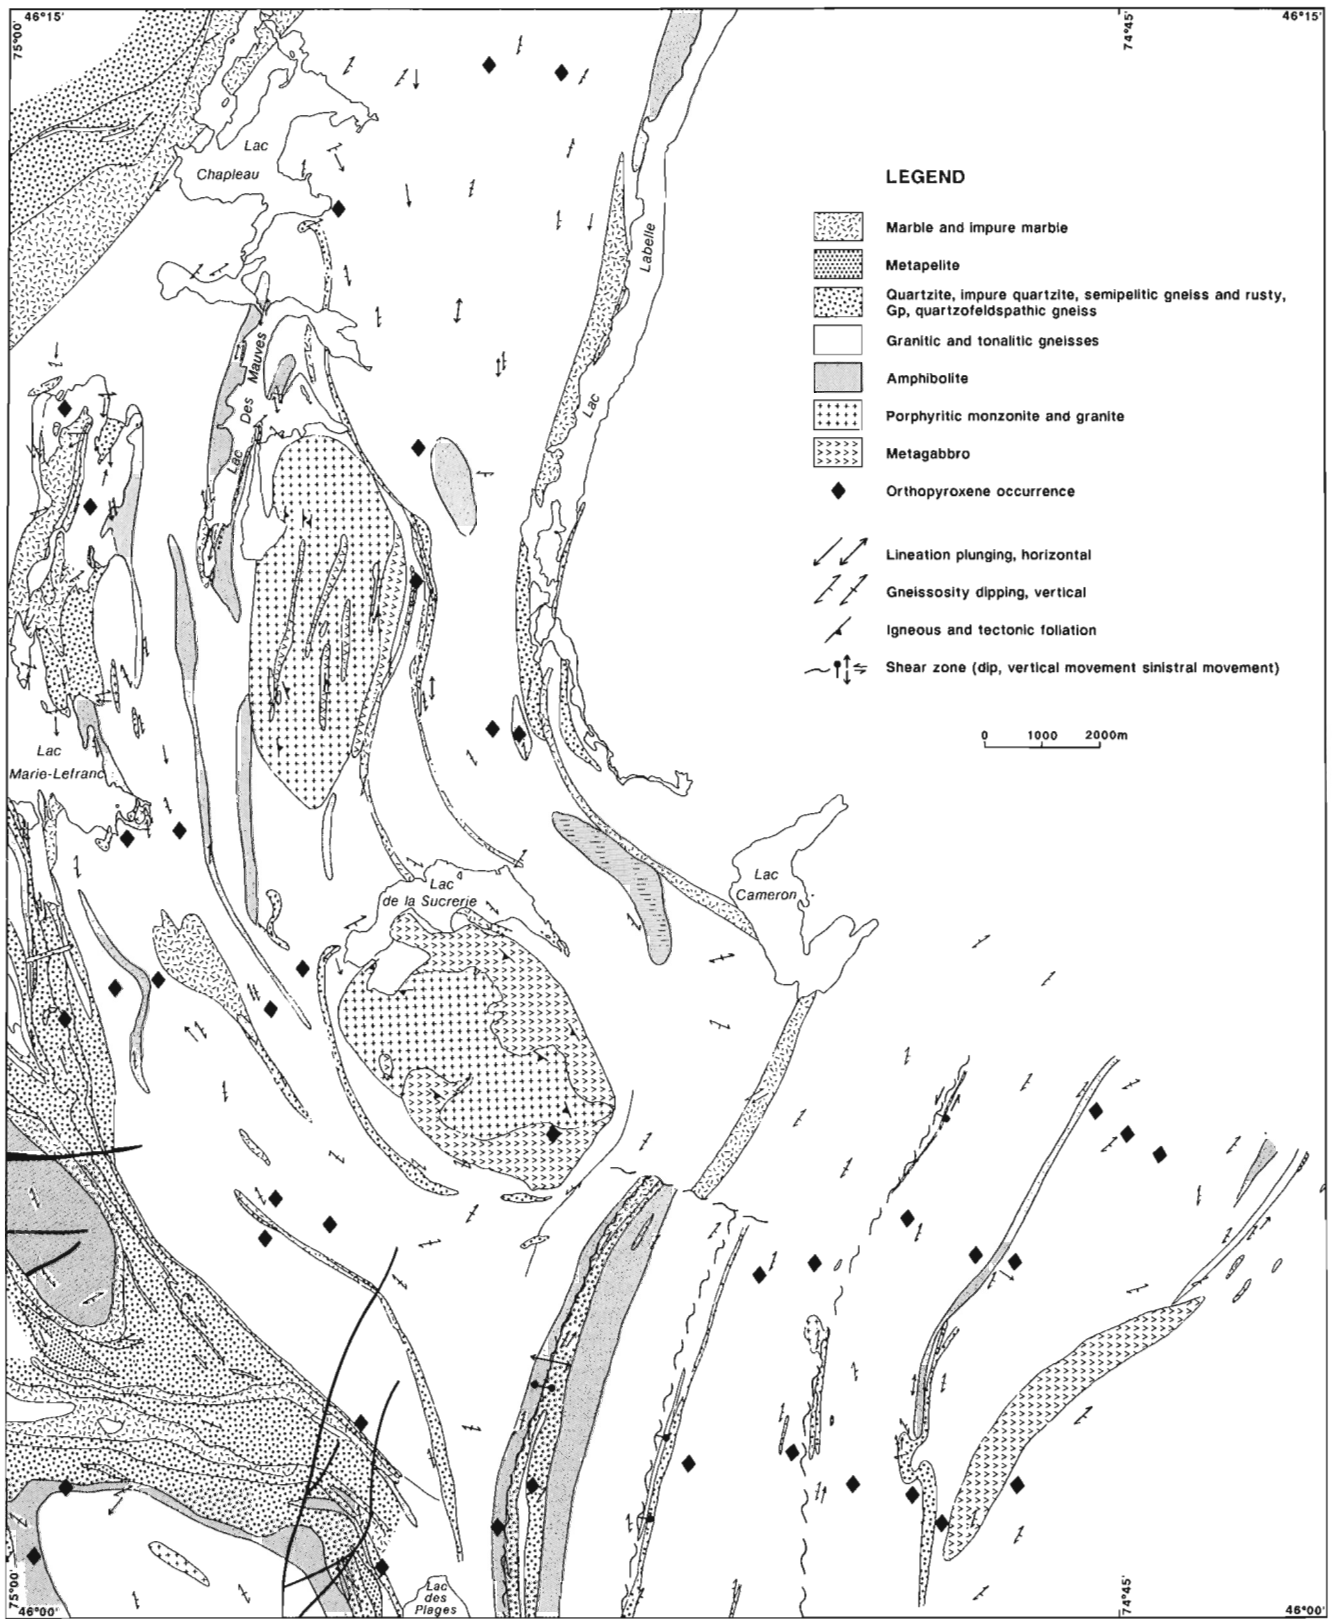 46°15'
75°00'
74°45'
46°15'
Lac
Chapleau
Labelle
Lac
Mauves
Des
Lac
LEGEND
Marble and impure marble
Metapelite
Quartzite, impure quartzite, semipelitic gneiss and rusty,
Gp, quartzofeldspathic gneiss
Granitic and tonalitic gneisses
Amphibolite
Porphyritic monzonite and granite
Metagabbro
Orthopyroxene occurrence
Lineation plunging, horizontal
Gneissosity dipping, vertical
Igneous and tectonic foliation
Shear zone (dip, vertical movement sinistral movement)
0 1000 2000m
Lac
Marie-Lefranc
Lac
de la Sucrerie
Lac
Cameron
Lac
des
Plages
75°00'
46°00'
74°45'
46°00'